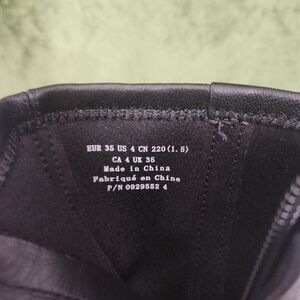 EUR 35 US 4 CN 220(1.5)
CA 4 UK 35
Made in China
Fabriqué en Chine
P/N 0929552 4